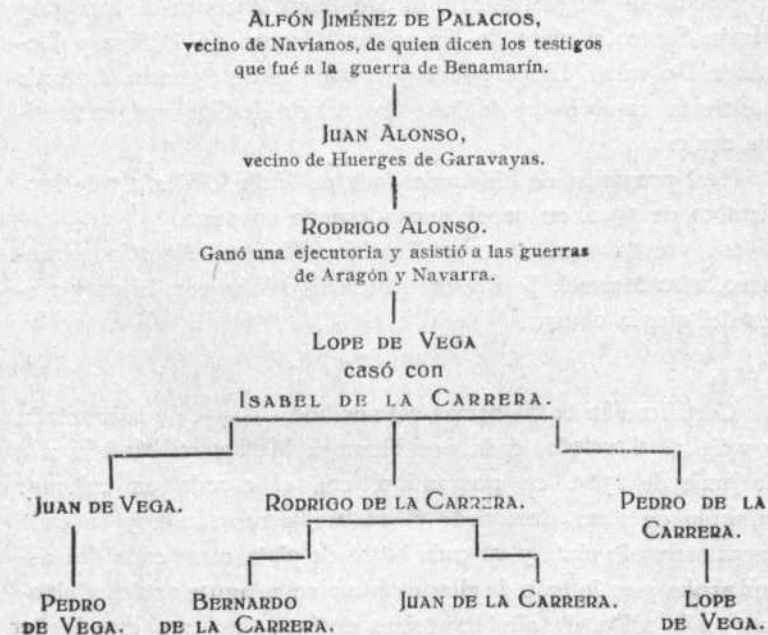 ALFÓN JIMÉNEZ DE PALACIOS,
vecino de Navianos, de quien dicen los testigos
que fué a la guerra de Benamarín.
JUAN ALONSO,
vecino de Huerges de Garavayas.
RODRIGO ALONSO.
Ganó una ejecutoria y asistió a las guerras
de Aragón y Navarra.
LOPE DE VEGA
casó con
ISABEL DE LA CARRERA.
JUAN DE VEGA.
RODRIGO DE LA CARRERA.
PEDRO DE LA
CARRERA.
PEDRO
DE VEGA.
BERNARDO
DE LA CARRERA.
JUAN DE LA CARRERA.
LOPE
DE VEGA.